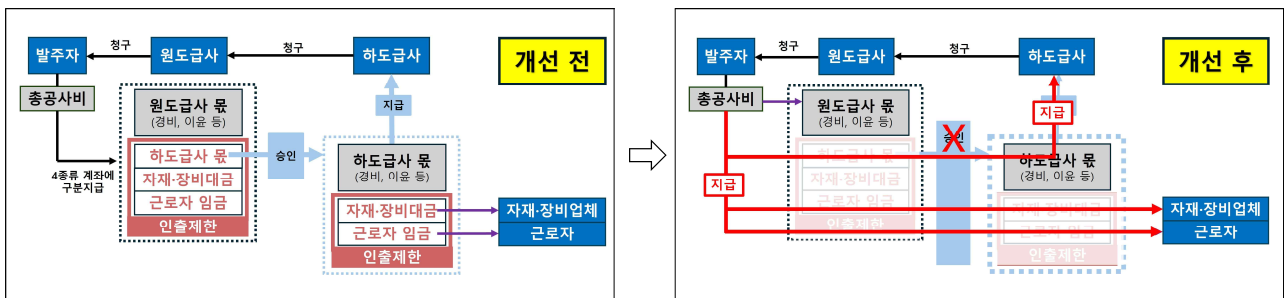 개선 전
발주자
청구
원도급사
청구
하도급사
총공사비
4종류 계좌에
구분지급
원도급사 몫
(경비, 이윤 등)
하도급사 몫
자재·장비대금
근로자 임금
인출제한
승인
지급
하도급사 몫
(경비, 이윤 등)
자재·장비대금
근로자 임금
인출제한
자재·장비업체
근로자
개선 후
발주자
청구
원도급사
청구
하도급사
총공사비
지급
원도급사 몫
(경비, 이윤 등)
하도급사 몫
자재·장비대금
근로자 임금
인출제한
승인
X
지급
하도급사 몫
(경비, 이윤 등)
자재·장비대금
근로자 임금
인출제한
자재·장비업체
근로자